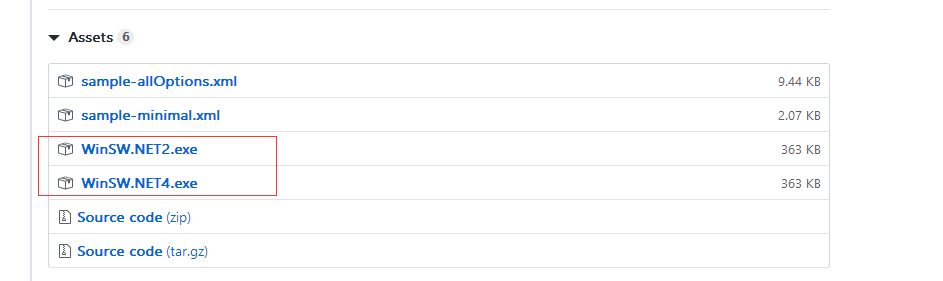 Assets 6
sample-allOptions.xml 9.44 KB
sample-minimal.xml 2.07 KB
WinSW.NET2.exe 363 KB
WinSW.NET4.exe 363 KB
Source code (zip)
Source code (tar.gz)